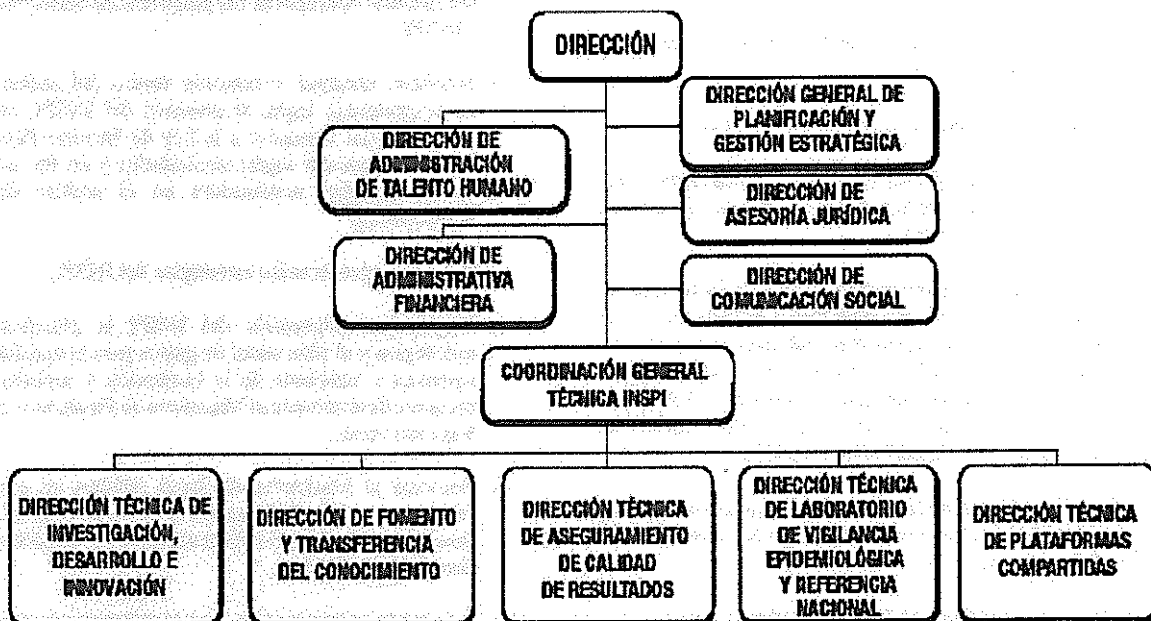 DIRECCIÓN
DIRECCIÓN GENERAL DE
PLANIFICACIÓN Y
GESTIÓN ESTRATÉGICA
DIRECCIÓN DE
ADMINISTRACIÓN
DE TALENTO HUMANO
DIRECCIÓN DE
ASESORÍA JURÍDICA
DIRECCIÓN DE
ADMINISTRATIVA
FINANCIERA
DIRECCIÓN DE
COMUNICACIÓN SOCIAL
COORDINACIÓN GENERAL
TÉCNICA INSPI
DIRECCIÓN TÉCNICA DE
INVESTIGACIÓN,
DESARROLLO E
INNOVACIÓN
DIRECCIÓN DE FOMENTO
Y TRANSFERENCIA
DEL CONOCIMIENTO
DIRECCIÓN TÉCNICA
DE ASEGURAMIENTO
DE CALIDAD
DE RESULTADOS
DIRECCIÓN TÉCNICA
DE LABORATORIO
DE VIGILANCIA
EPIDEMIOLÓGICA
Y REFERENCIA
NACIONAL
DIRECCIÓN TÉCNICA
DE PLATAFORMAS
COMPARTIDAS